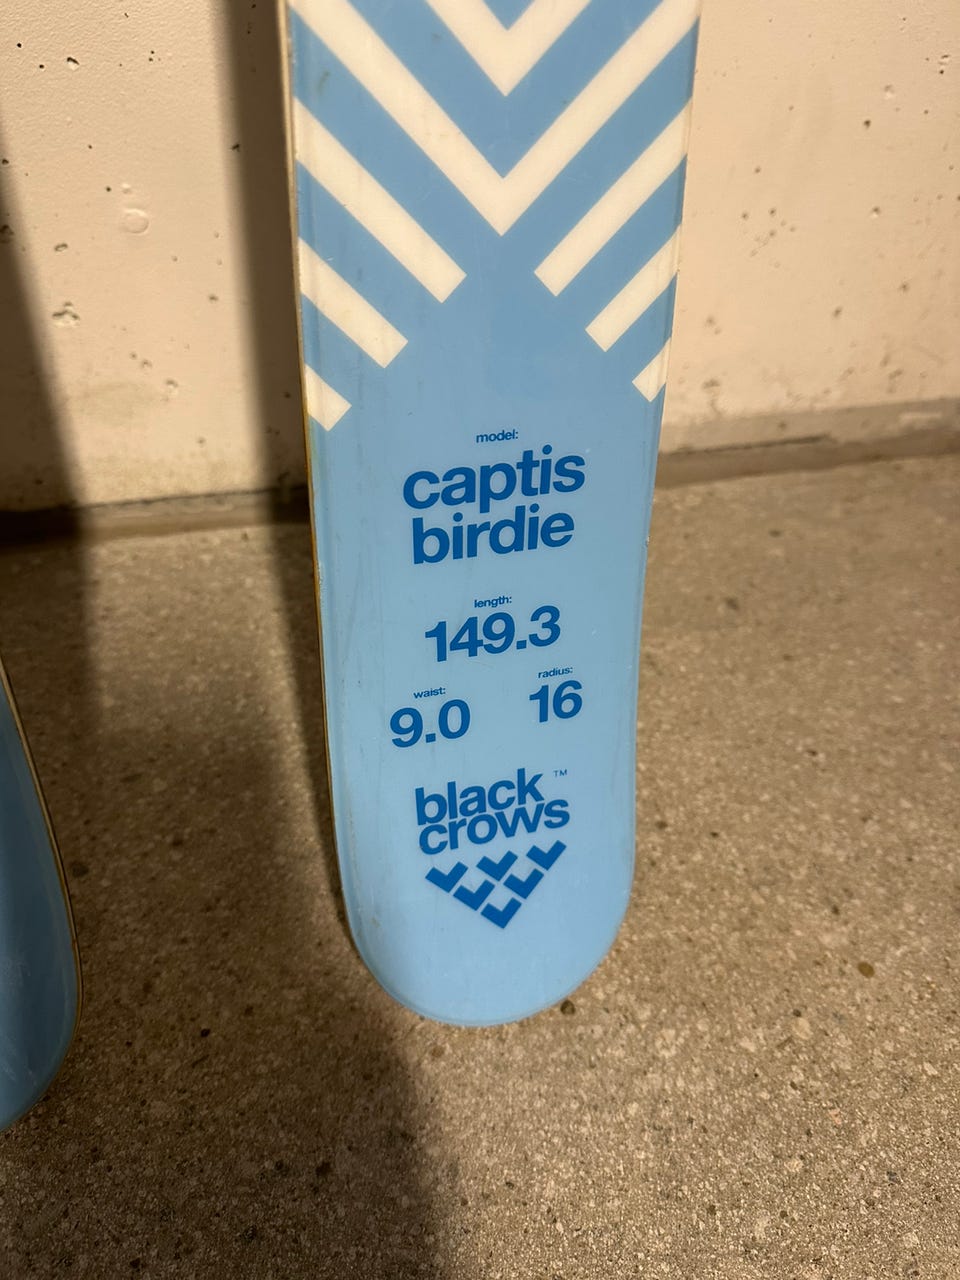 model:
captis
birdie
length:
149.3
waist:
radius:
9.0
16
black ™
crows